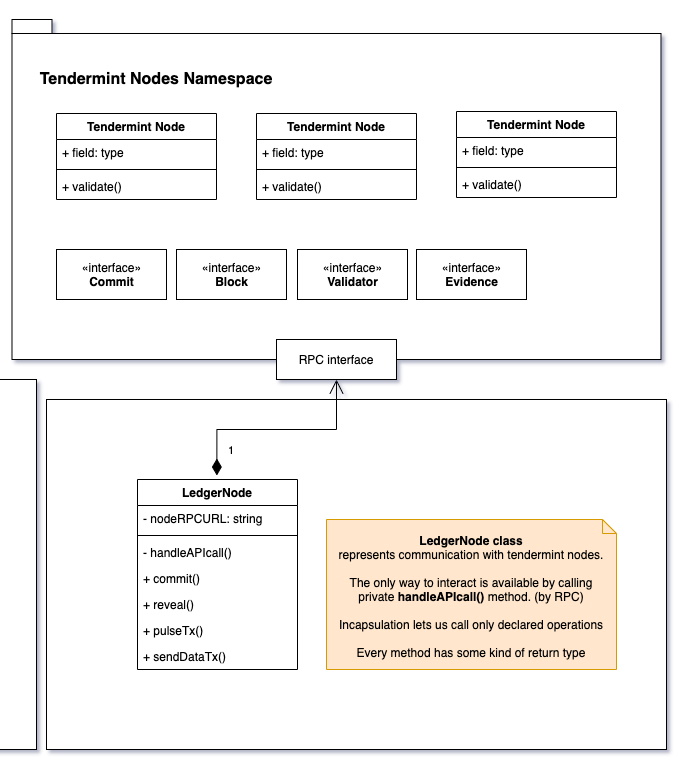 Tendermint Nodes Namespace
Tendermint Node
+ field: type
+ validate()
Tendermint Node
+ field: type
+ validate()
Tendermint Node
+ field: type
+ validate()
«interface»
Commit
«interface»
Block
«interface»
Validator
«interface»
Evidence
RPC interface
1
LedgerNode
- nodeRPCURL: string
- handleAPIcall()
+ commit()
+ reveal()
+ pulseTx()
+ sendDataTx()
LedgerNode class
represents communication with tendermint nodes.
The only way to interact is available by calling
private handleAPIcall() method. (by RPC)
Incapsulation lets us call only declared operations
Every method has some kind of return type